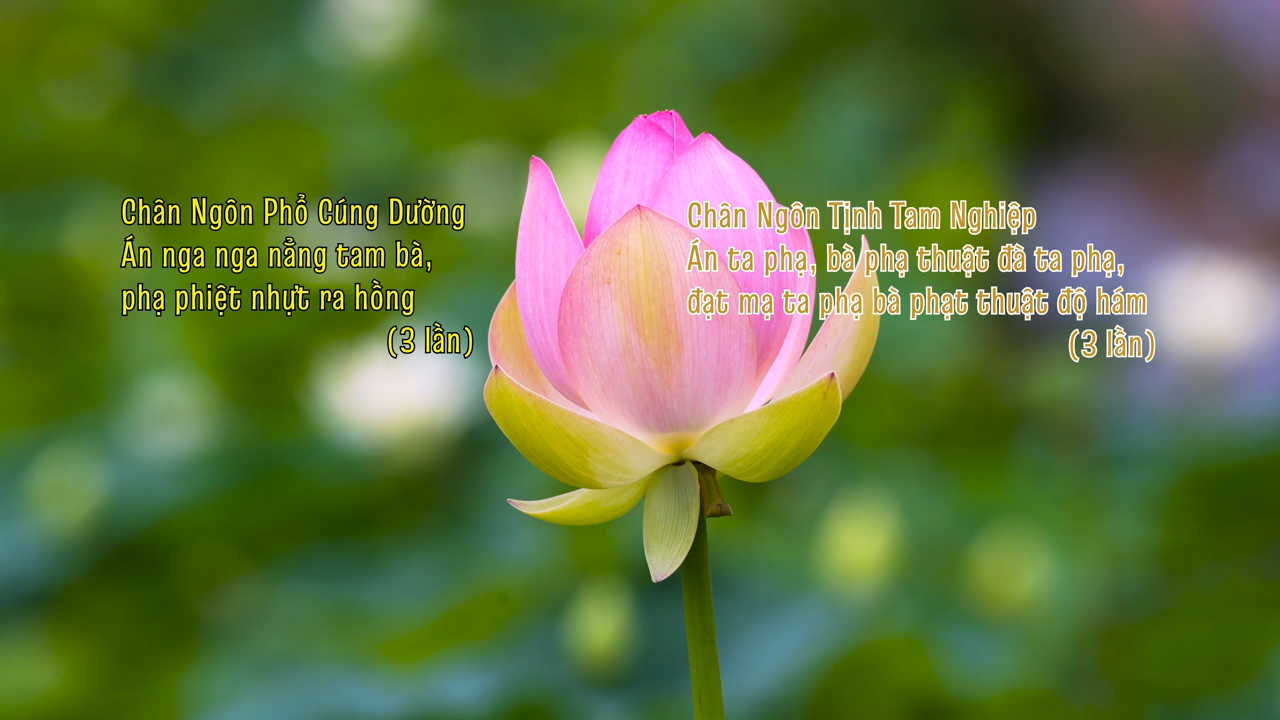 Chân Ngôn Phổ Cúng Dường
Án nga nga nẳng tam bà,
phạ phiệt nhựt ra hồng
(3 lần)
Chân Ngôn Tịnh Tam Nghiệp
Án ta phạ, bà phạ thuật đà ta phạ,
đạt mạ ta phạ bà phạt thuật độ hám
(3 lần)